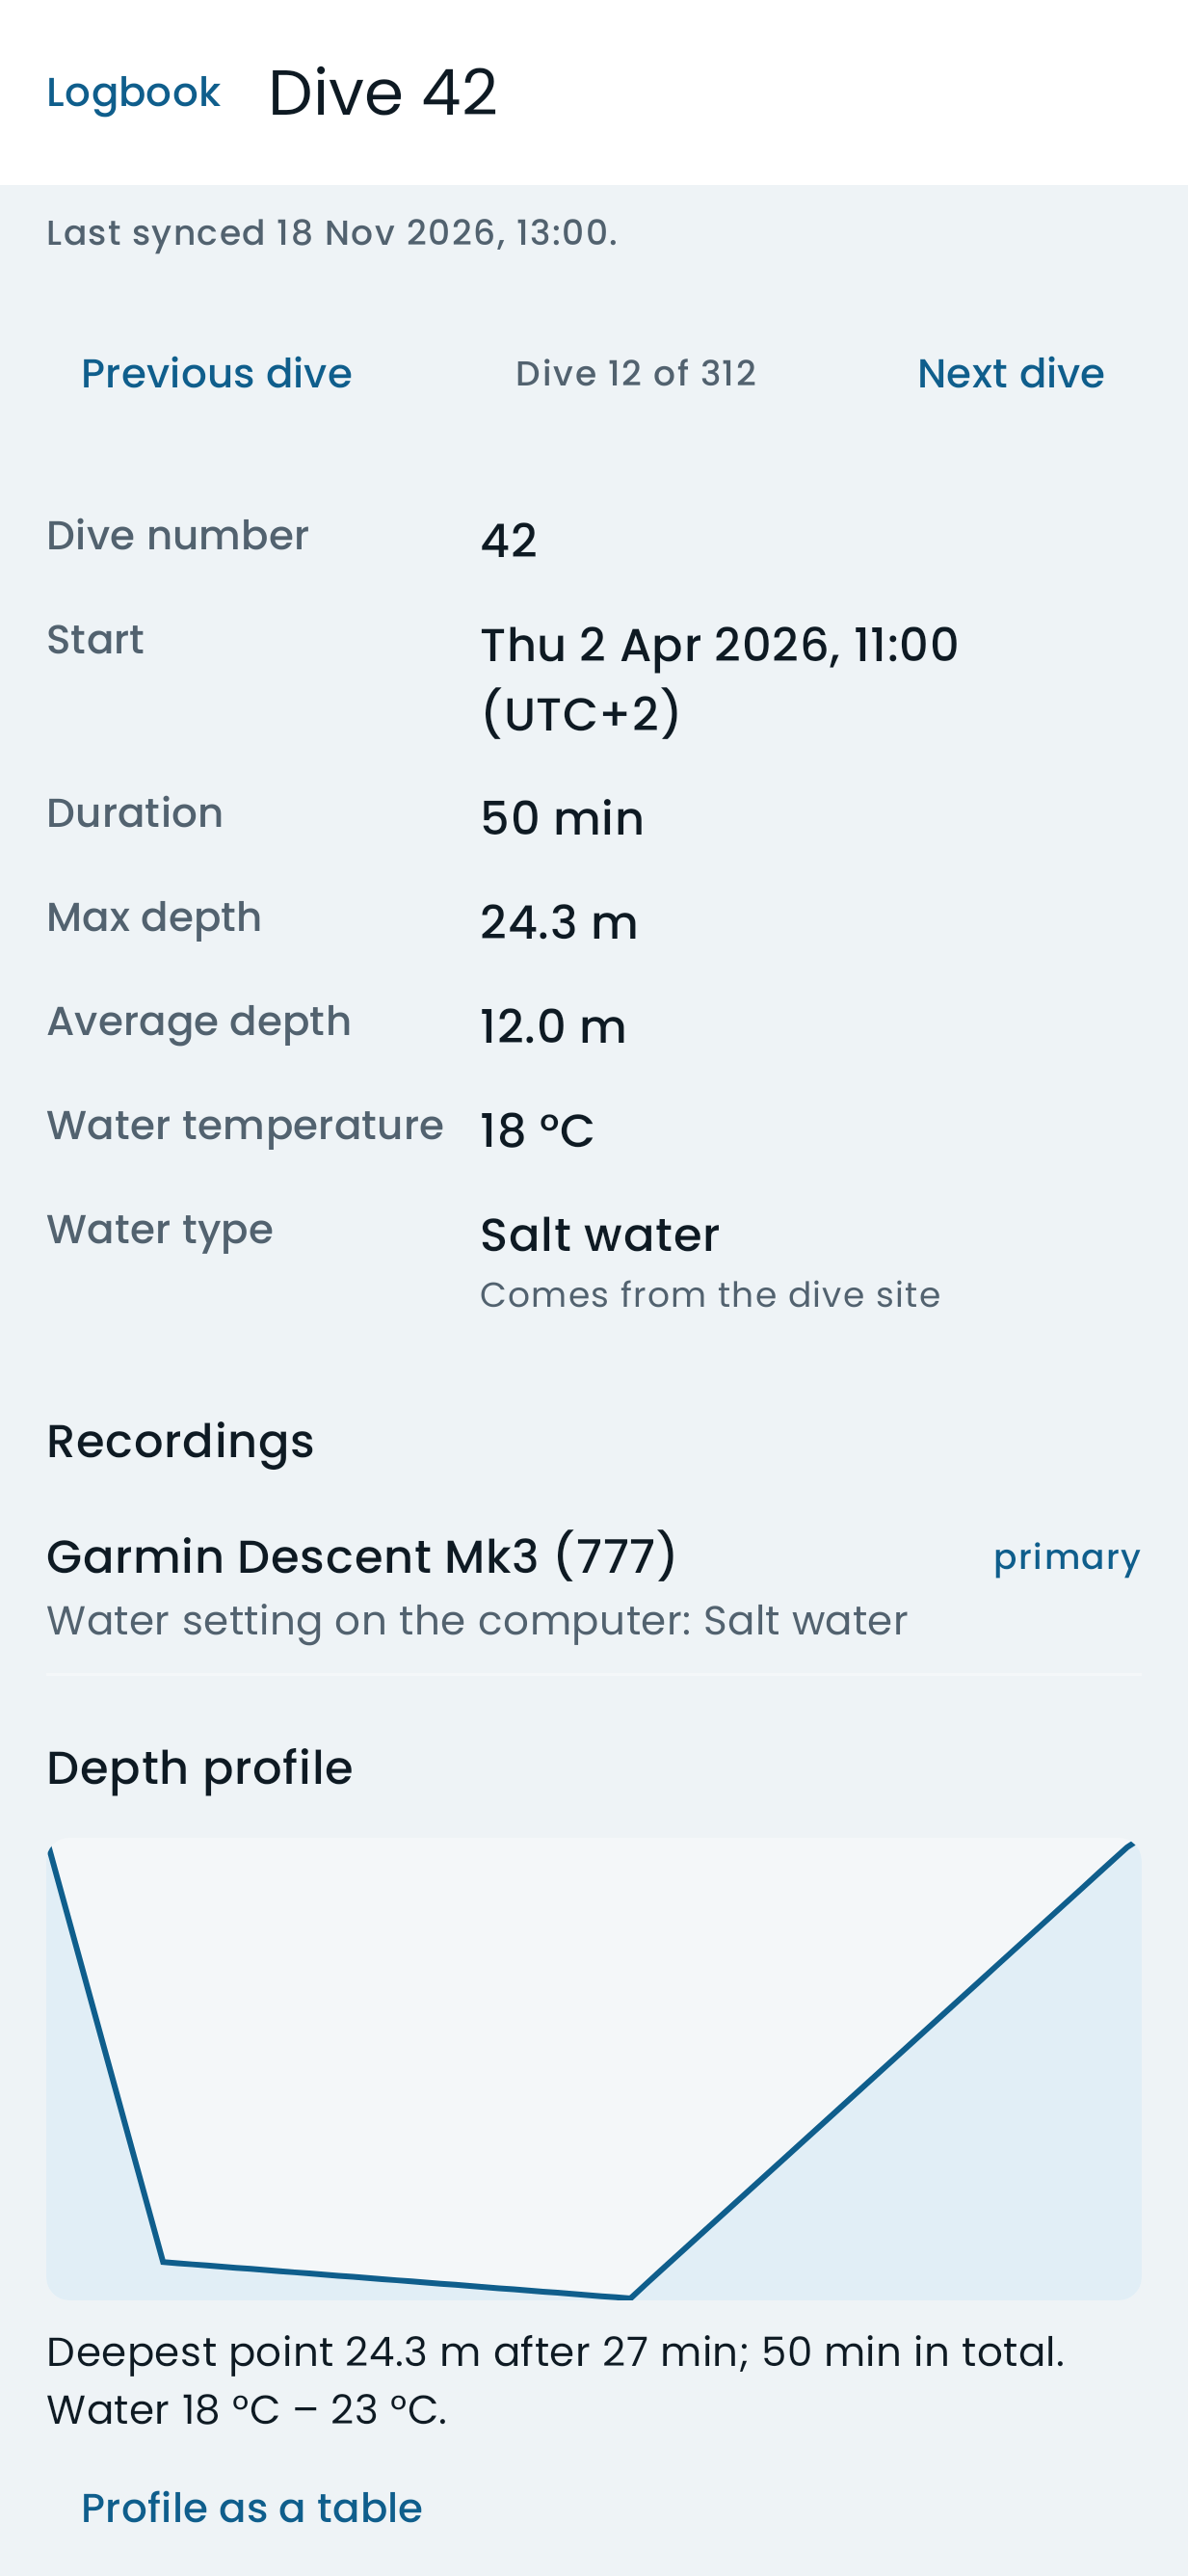 Logbook Dive 42
Last synced 18 Nov 2026, 13:00.
Previous dive Dive 12 of 312 Next dive
Dive number 42
Start Thu 2 Apr 2026, 11:00
(UTC+2)
Duration 50 min
Max depth 24.3 m
Average depth 12.0 m
Water temperature 18 °C
Water type Salt water
Comes from the dive site
Recordings
Garmin Descent Mk3 (777) primary
Water setting on the computer: Salt water
Depth profile
Deepest point 24.3 m after 27 min; 50 min in total.
Water 18 °C – 23 °C.
Profile as a table